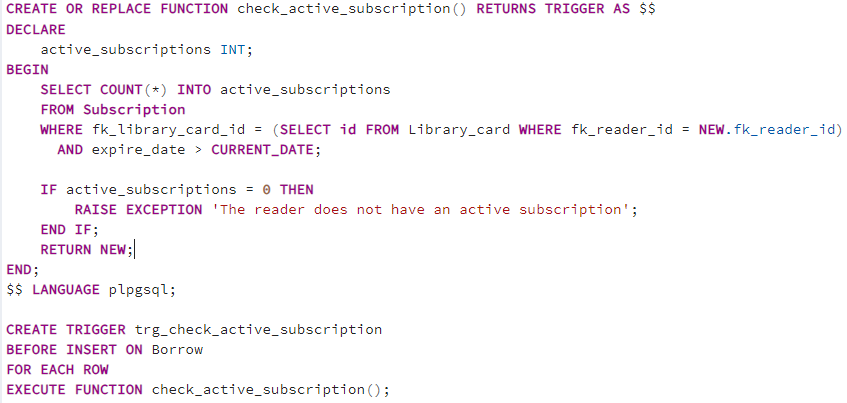 CREATE OR REPLACE FUNCTION check_active_subscription() RETURNS TRIGGER AS $$
DECLARE
    active_subscriptions INT;
BEGIN
    SELECT COUNT(*) INTO active_subscriptions
    FROM Subscription
    WHERE fk_library_card_id = (SELECT id FROM Library_card WHERE fk_reader_id = NEW.fk_reader_id)
      AND expire_date > CURRENT_DATE;

    IF active_subscriptions = 0 THEN
        RAISE EXCEPTION 'The reader does not have an active subscription';
    END IF;
    RETURN NEW;
END;
$$ LANGUAGE plpgsql;

CREATE TRIGGER trg_check_active_subscription
BEFORE INSERT ON Borrow
FOR EACH ROW
EXECUTE FUNCTION check_active_subscription();